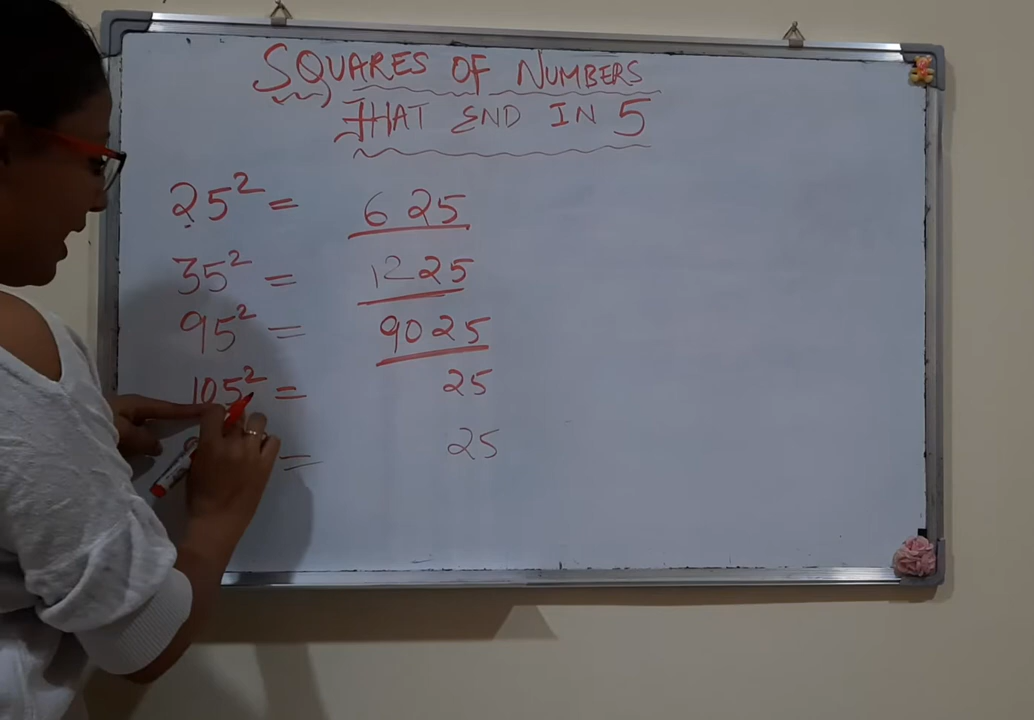 SQUARES OF NUMBERS
THAT END IN 5
25² = 625
35² = 1225
95² = 9025
105² = 25
= 25